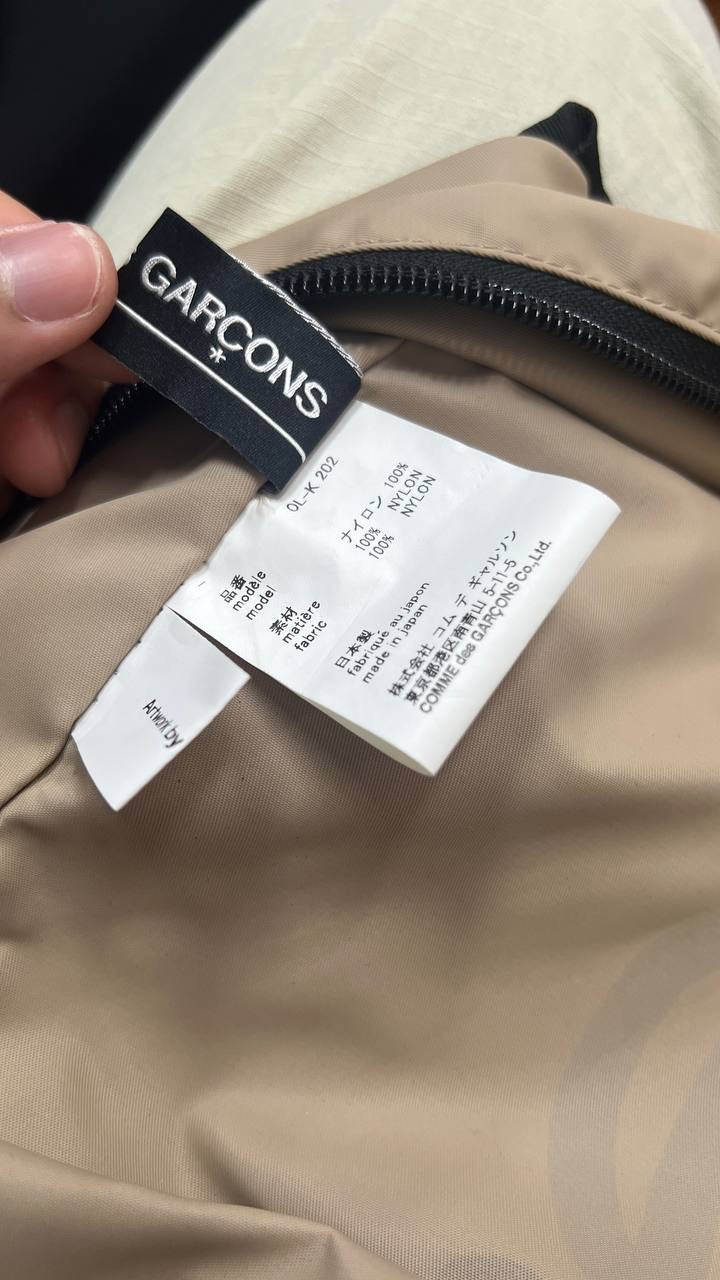 GARÇONS
*
品番 OL-K 202
modèle
model
素材 ナイロン 100%
matière 100% NYLON
fabric 100% NYLON
日本製
fabriqué au japon
made in japan
株式会社 コム デ ギャルソン
東京都港区南青山 5-11-5
COMME des GARÇONS Co., Ltd.
Artwork by